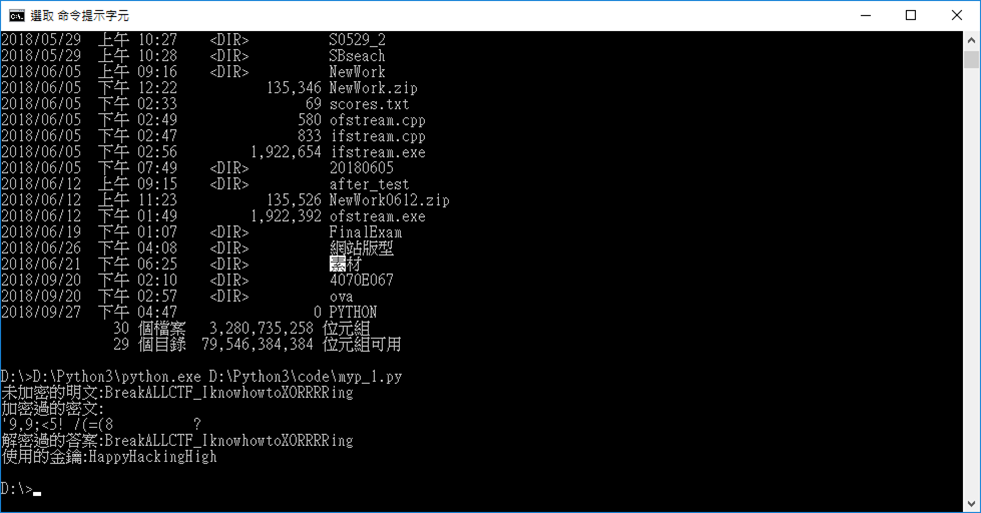 選取 命令提示字元
2018/05/29  上午 10:27    <DIR>          S0529_2
2018/05/29  上午 10:28    <DIR>          SBseach
2018/06/05  上午 09:16    <DIR>          NewWork
2018/06/05  下午 12:22           135,346 NewWork.zip
2018/06/05  下午 02:33                69 scores.txt
2018/06/05  下午 02:49               580 ofstream.cpp
2018/06/05  下午 02:47               833 ifstream.cpp
2018/06/05  下午 02:56         1,922,654 ifstream.exe
2018/06/05  下午 07:49    <DIR>          20180605
2018/06/12  上午 09:15    <DIR>          after_test
2018/06/12  上午 11:23           135,526 NewWork0612.zip
2018/06/12  下午 01:49         1,922,392 ofstream.exe
2018/06/19  上午 01:07    <DIR>          FinalExam
2018/06/26  下午 04:08    <DIR>          網站版型
2018/06/21  下午 06:25    <DIR>          素材
2018/09/20  下午 02:10    <DIR>          4070E067
2018/09/20  下午 02:57    <DIR>          ova
2018/09/27  下午 04:47                 0 PYTHON
30 個檔案   3,280,735,258 位元組
29 個目錄  79,546,384,384 位元組可用
D:\>D:\Python3\python.exe D:\Python3\code\myp_1.py
未加密的明文:BreakALLCTF_IknowhowtoXORRRRing
加密過的密文:
'9,9;<5! /(=(8          ?
解密過的答案:BreakALLCTF_IknowhowtoXORRRRing
使用的金鑰:HappyHackingHigh
D:\>